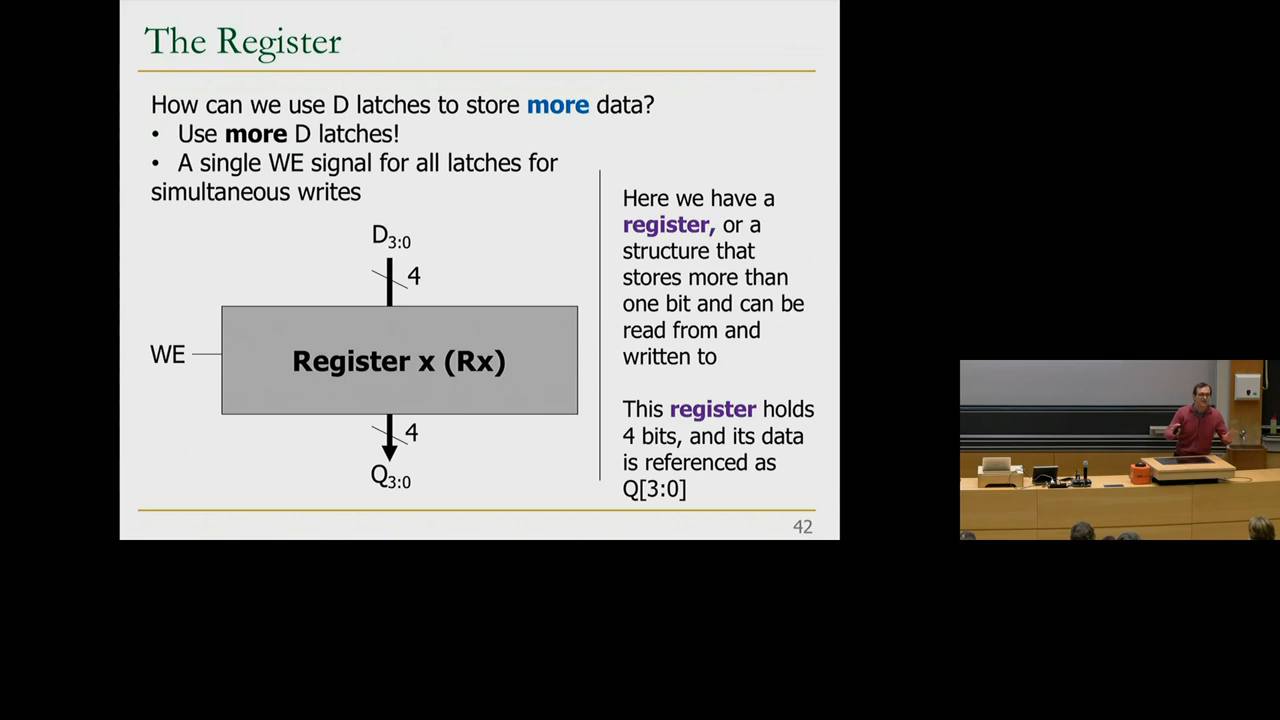 The Register
How can we use D latches to store more data?
• Use more D latches!
• A single WE signal for all latches for
simultaneous writes
D3:0
4
WE
Register x (Rx)
4
Q3:0
Here we have a
register, or a
structure that
stores more than
one bit and can be
read from and
written to
This register holds
4 bits, and its data
is referenced as
Q[3:0]
42